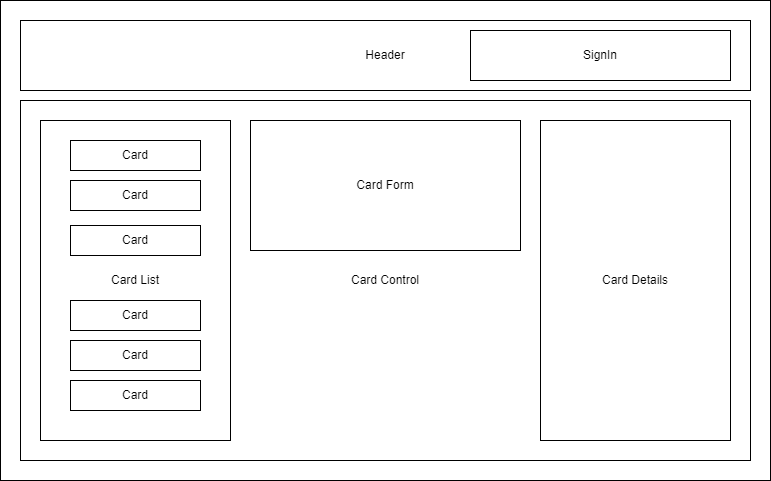 Header
SignIn
Card
Card
Card
Card List
Card
Card
Card
Card Form
Card Control
Card Details